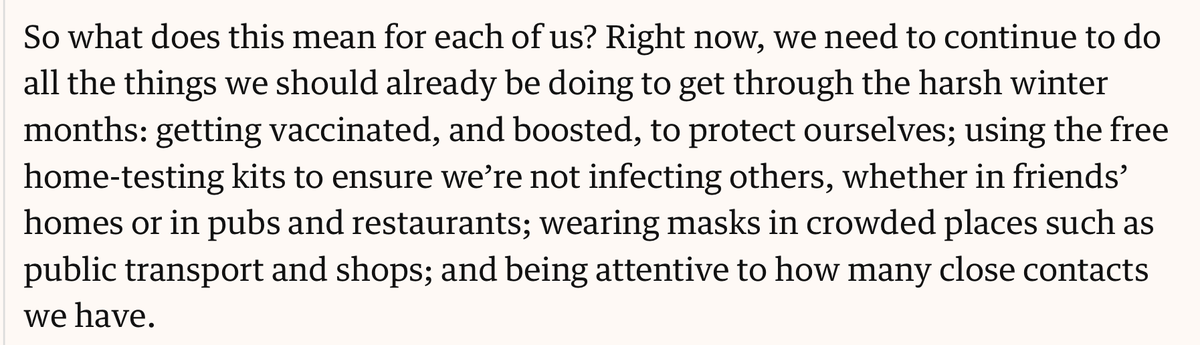 So what does this mean for each of us? Right now, we need to continue to do
all the things we should already be doing to get through the harsh winter
months: getting vaccinated, and boosted, to protect ourselves; using the free
home-testing kits to ensure we’re not infecting others, whether in friends’
homes or in pubs and restaurants; wearing masks in crowded places such as
public transport and shops; and being attentive to how many close contacts
we have.